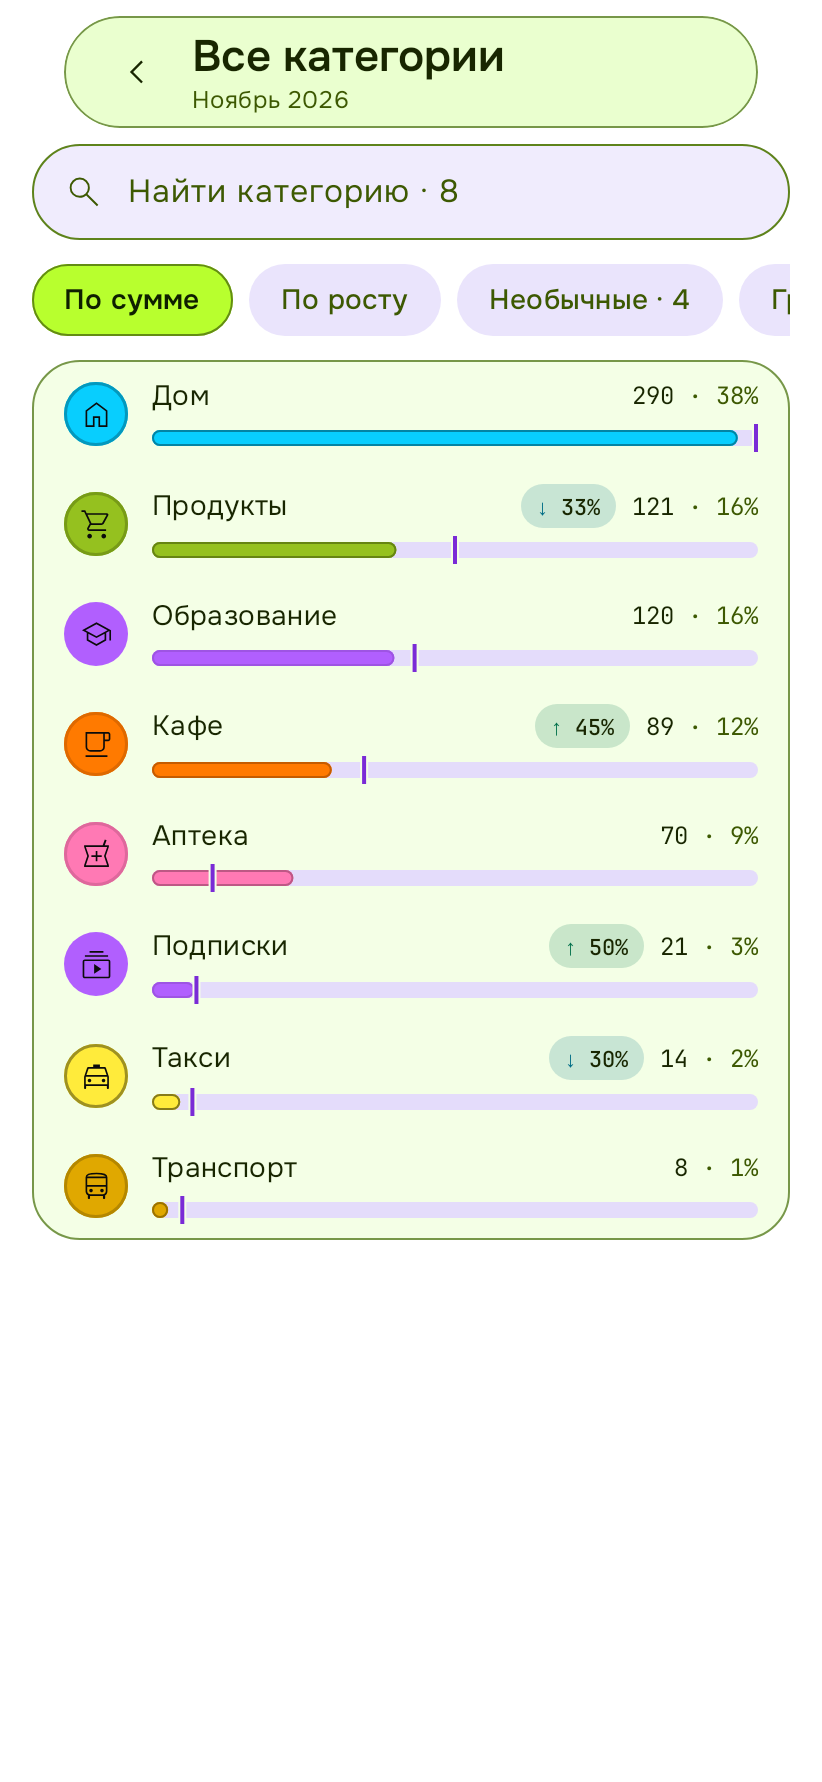 Все категории
Ноябрь 2026
Найти категорию · 8
По сумме
По росту
Необычные · 4
Дом
290 · 38%
Продукты
↓ 33%
121 · 16%
Образование
120 · 16%
Кафе
↑ 45%
89 · 12%
Аптека
70 · 9%
Подписки
↑ 50%
21 · 3%
Такси
↓ 30%
14 · 2%
Транспорт
8 · 1%